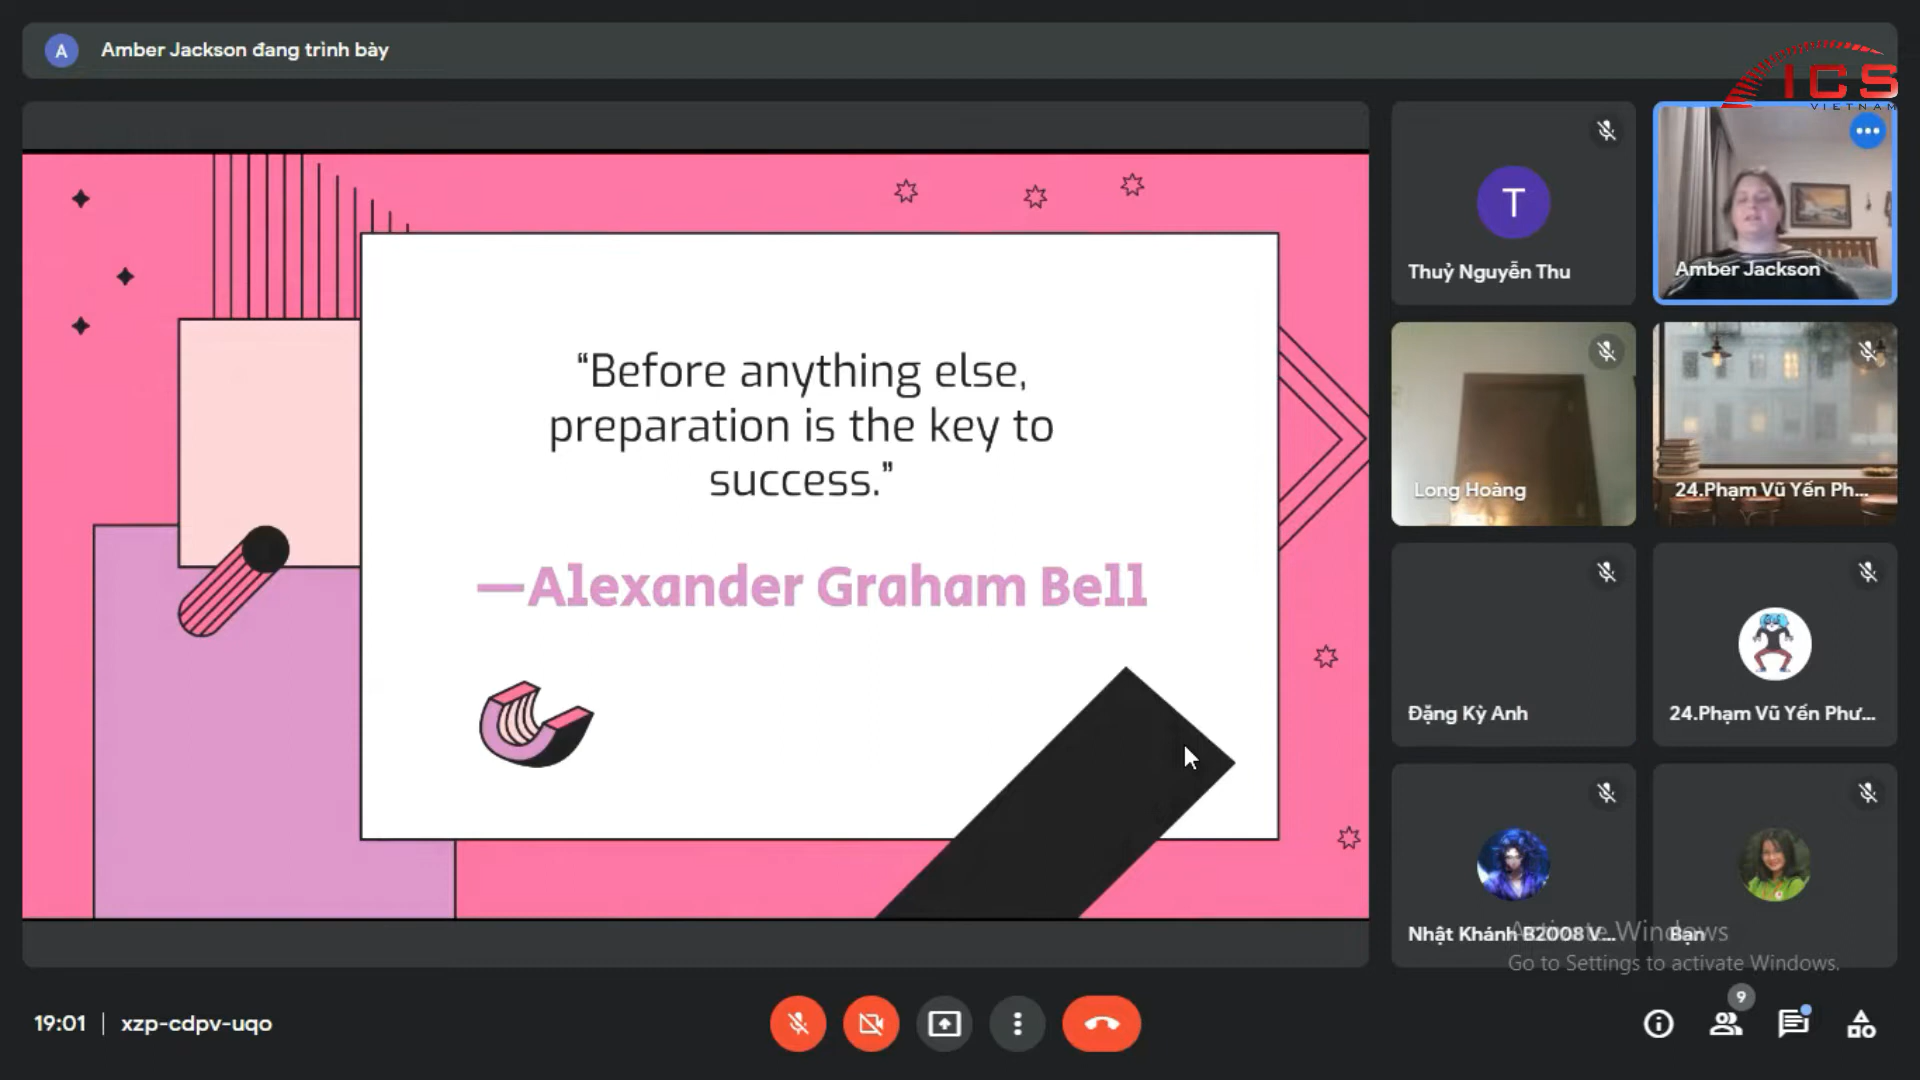 A Amber Jackson đang trình bày
ICS
VIETNAM
“Before anything else,
preparation is the key to
success.”
—Alexander Graham Bell
T
Thuỷ Nguyễn Thu
Amber Jackson
Long Hoàng
24.Phạm Vũ Yến Ph...
Đặng Kỳ Anh
24.Phạm Vũ Yến Phư...
Nhật Khánh B2008 V...
Bạn
Activate Windows
Go to Settings to activate Windows.
19:01 | xzp-cdpv-uqo
9